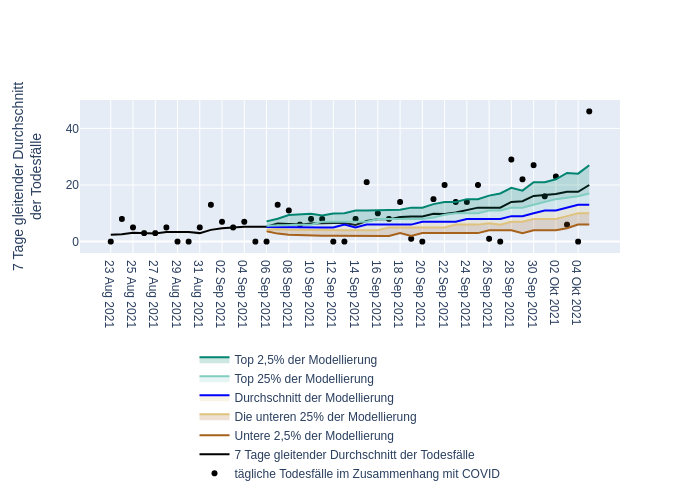 7 Tage gleitender Durchschnitt
der Todesfälle
40
20
0
23 Aug 2021
25 Aug 2021
27 Aug 2021
29 Aug 2021
31 Aug 2021
02 Sep 2021
04 Sep 2021
06 Sep 2021
08 Sep 2021
10 Sep 2021
12 Sep 2021
14 Sep 2021
16 Sep 2021
18 Sep 2021
20 Sep 2021
22 Sep 2021
24 Sep 2021
26 Sep 2021
28 Sep 2021
30 Sep 2021
02 Okt 2021
04 Okt 2021
Top 2,5% der Modellierung
Top 25% der Modellierung
Durchschnitt der Modellierung
Die unteren 25% der Modellierung
Untere 2,5% der Modellierung
7 Tage gleitender Durchschnitt der Todesfälle
tägliche Todesfälle im Zusammenhang mit COVID